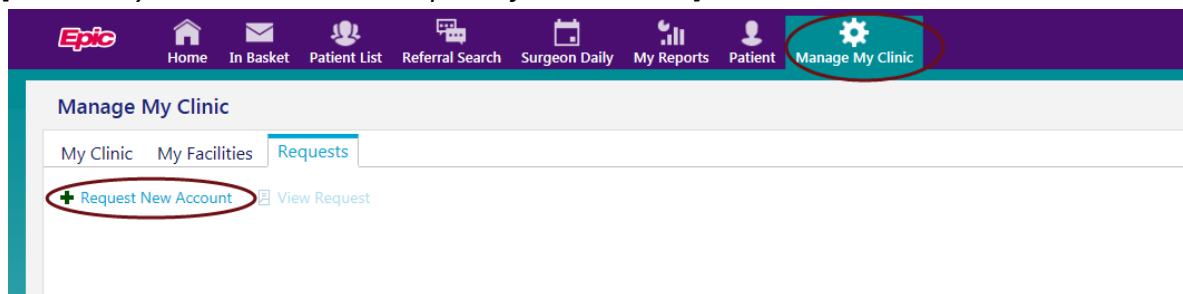 Epic
Home In Basket Patient List Referral Search Surgeon Daily My Reports Patient Manage My Clinic
Manage My Clinic
My Clinic My Facilities Requests
Request New Account View Request